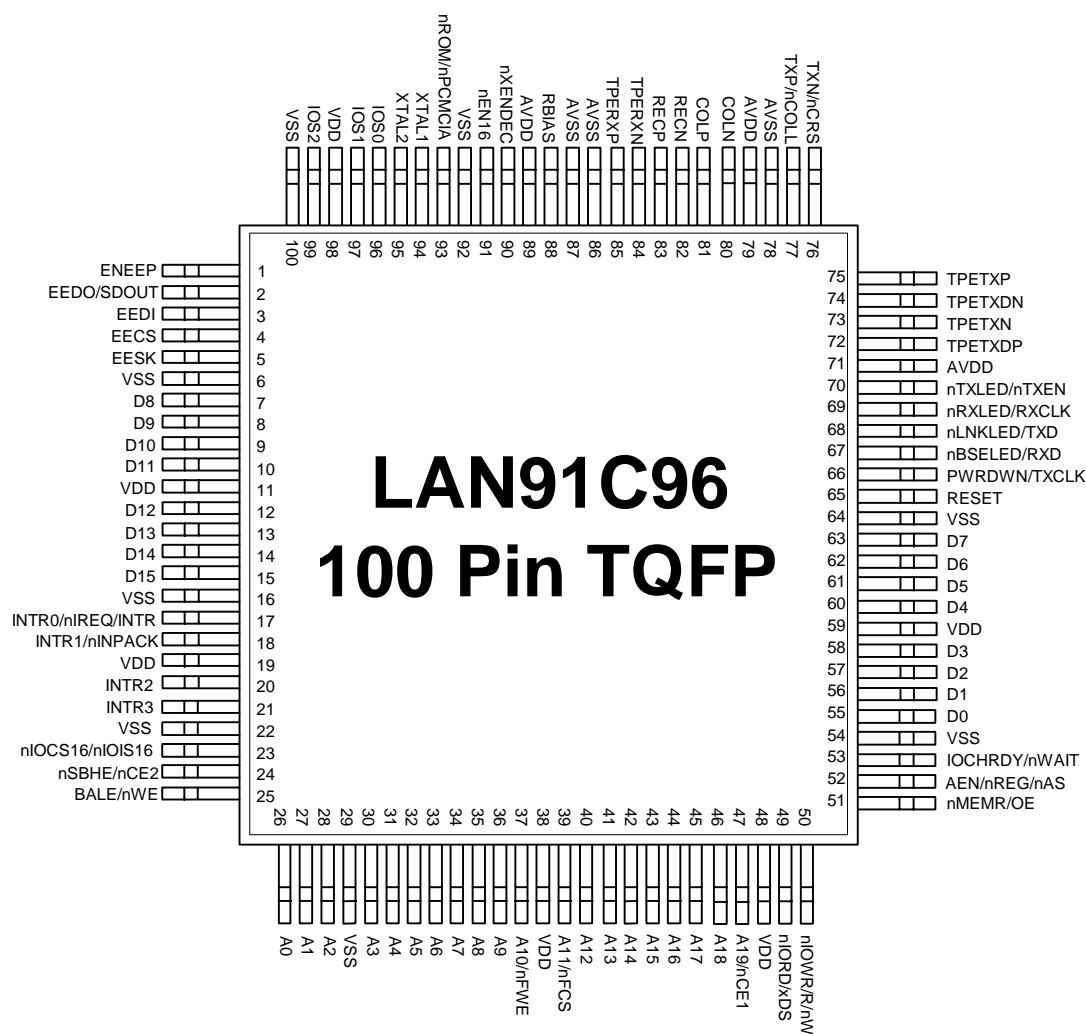 VSS
IOS2
VDD
IOS1
IOS0
XTAL2
XTAL1
nROM/nPCMCIA
VSS
nEN16
nXENDEC
AVDD
RBIAS
AVSS
AVSS
TPERXP
TPERXN
RECP
RECN
COLP
COLN
AVDD
AVSS
TXP/nCOLL
TXN/nCRS
100
99
98
97
96
95
94
93
92
91
90
89
88
87
86
85
84
83
82
81
80
79
78
77
76
ENEEP 1
EEDO/SDOUT 2
EEDI 3
EECS 4
EESK 5
VSS 6
D8 7
D9 8
D10 9
D11 10
VDD 11
D12 12
D13 13
D14 14
D15 15
VSS 16
INTR0/nIREQ/INTR 17
INTR1/nINPACK 18
VDD 19
INTR2 20
INTR3 21
VSS 22
nIOCS16/nIOIS16 23
nSBHE/nCE2 24
BALE/nWE 25
LAN91C96
100 Pin TQFP
75 TPETXP
74 TPETXDN
73 TPETXN
72 TPETXDP
71 AVDD
70 nTXLED/nTXEN
69 nRXLED/RXCLK
68 nLNKLED/TXD
67 nBSELED/RXD
66 PWRDWN/TXCLK
65 RESET
64 VSS
63 D7
62 D6
61 D5
60 D4
59 VDD
58 D3
57 D2
56 D1
55 D0
54 VSS
53 IOCHRDY/nWAIT
52 AEN/nREG/nAS
51 nMEMR/OE
26
27
28
29
30
31
32
33
34
35
36
37
38
39
40
41
42
43
44
45
46
47
48
49
50
A0
A1
A2
VSS
A3
A4
A5
A6
A7
A8
A9
A10/nFWE
VDD
A11/nFCS
A12
A13
A14
A15
A16
A17
A18
A19/nCE1
VDD
nIORD/xDS
nIOWR/R/nW